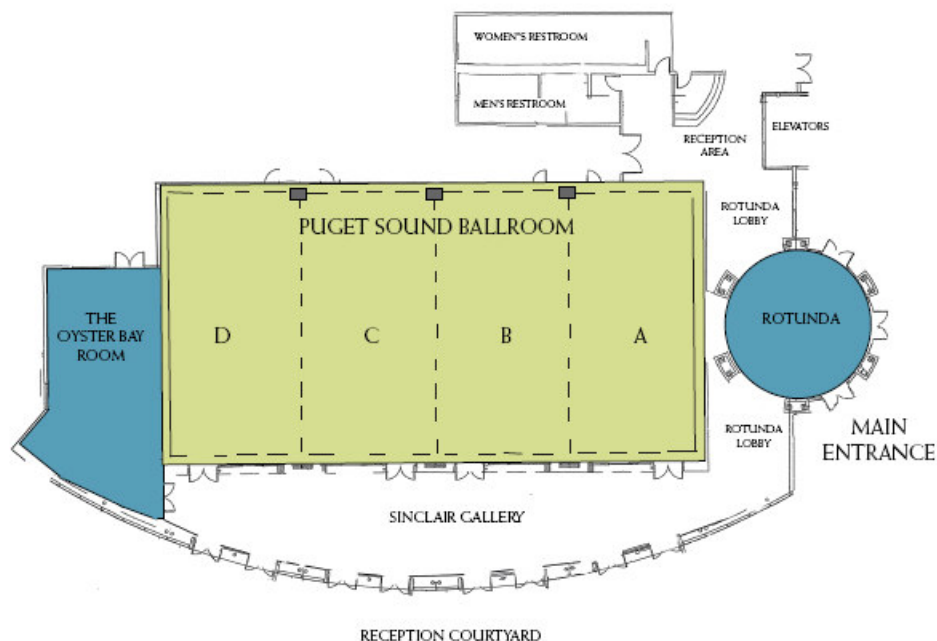 WOMEN'S RESTROOM
MEN'S RESTROOM
RECEPTION
AREA
ELEVATORS
ROTUNDA
LOBBY
PUGET SOUND BALLROOM
THE
OYSTER BAY
ROOM
D
C
B
A
ROTUNDA
ROTUNDA
LOBBY
MAIN
ENTRANCE
SINCLAIR GALLERY
RECEPTION COURTYARD